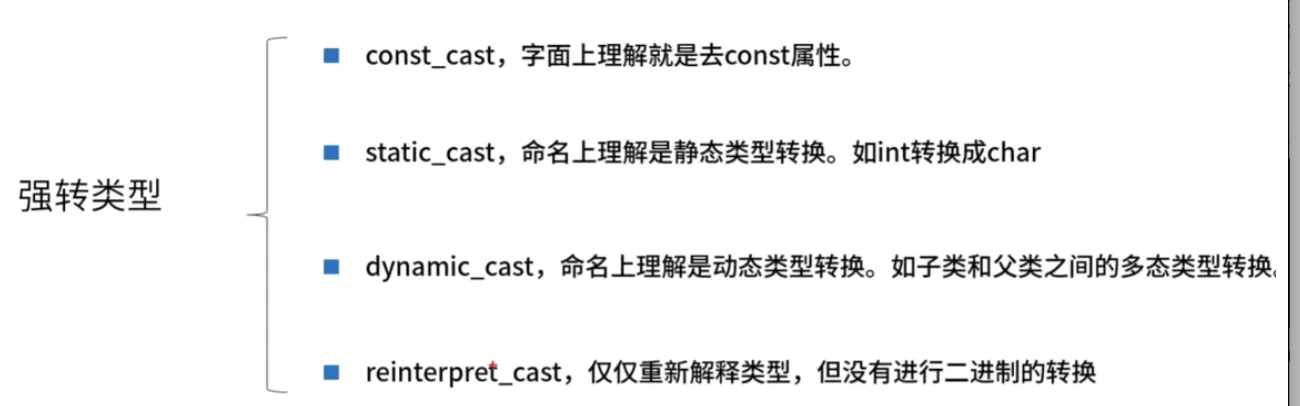 强转类型
const_cast，字面上理解就是去const属性。
static_cast，命名上理解是静态类型转换。如int转换成char
dynamic_cast，命名上理解是动态类型转换。如子类和父类之间的多态类型转换。
reinterpret_cast，仅仅重新解释类型，但没有进行二进制的转换